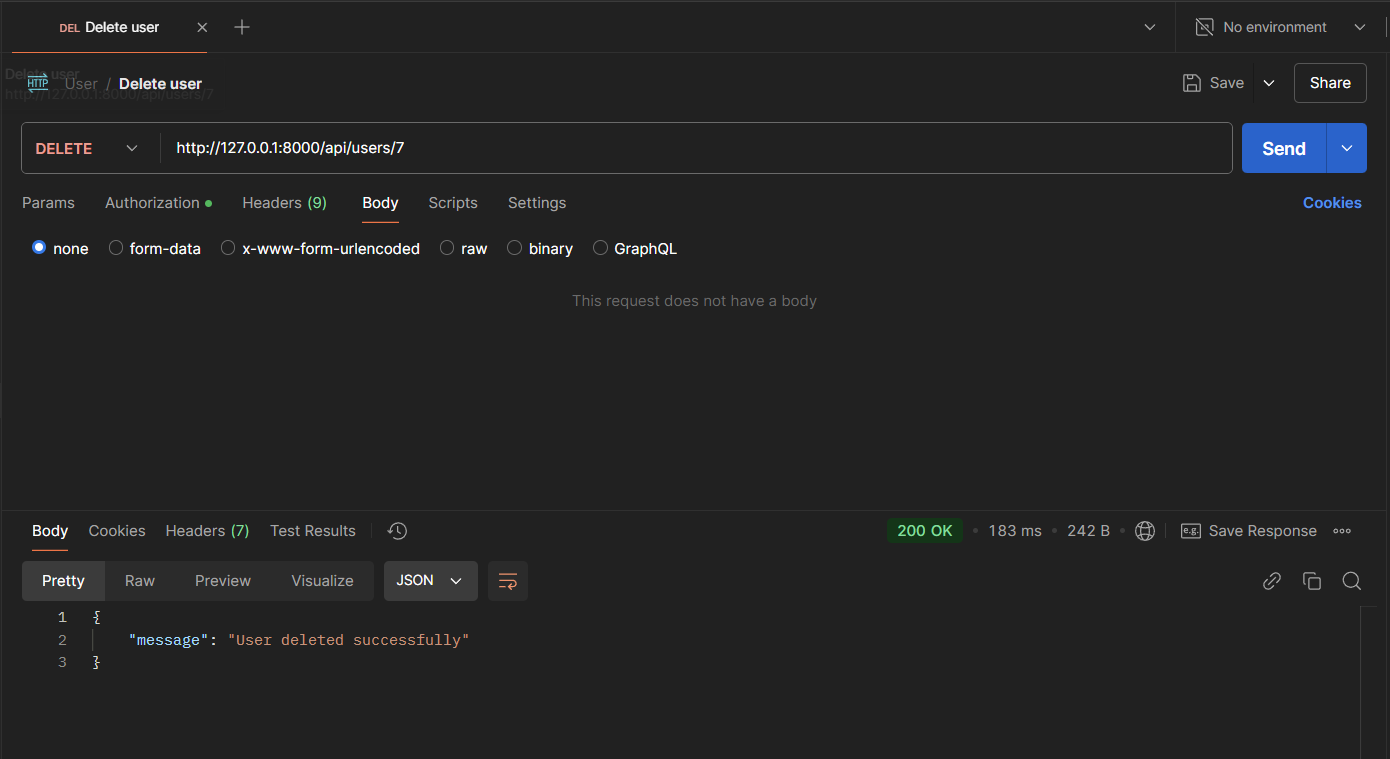 DEL Delete user
No environment
Delete user
HTTP User / Delete user
http://127.0.0.1:8000/api/users/7
Save
Share
DELETE http://127.0.0.1:8000/api/users/7
Send
Params Authorization Headers (9) Body Scripts Settings Cookies
none form-data x-www-form-urlencoded raw binary GraphQL
This request does not have a body
Body Cookies Headers (7) Test Results 200 OK 183 ms 242 B e.g. Save Response
Pretty Raw Preview Visualize JSON
1 {
2 "message": "User deleted successfully"
3 }